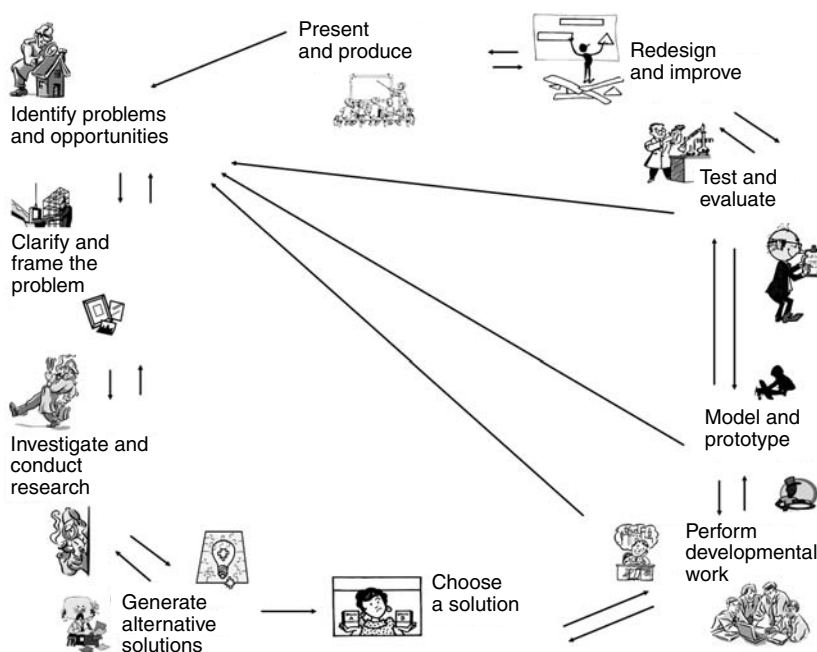 Present
and produce
Redesign
and improve
Identify problems
and opportunities
Test and
evaluate
Clarify and
frame the
problem
Model and
prototype
Investigate and
conduct
research
Perform
developmental
work
Choose
a solution
Generate
alternative
solutions